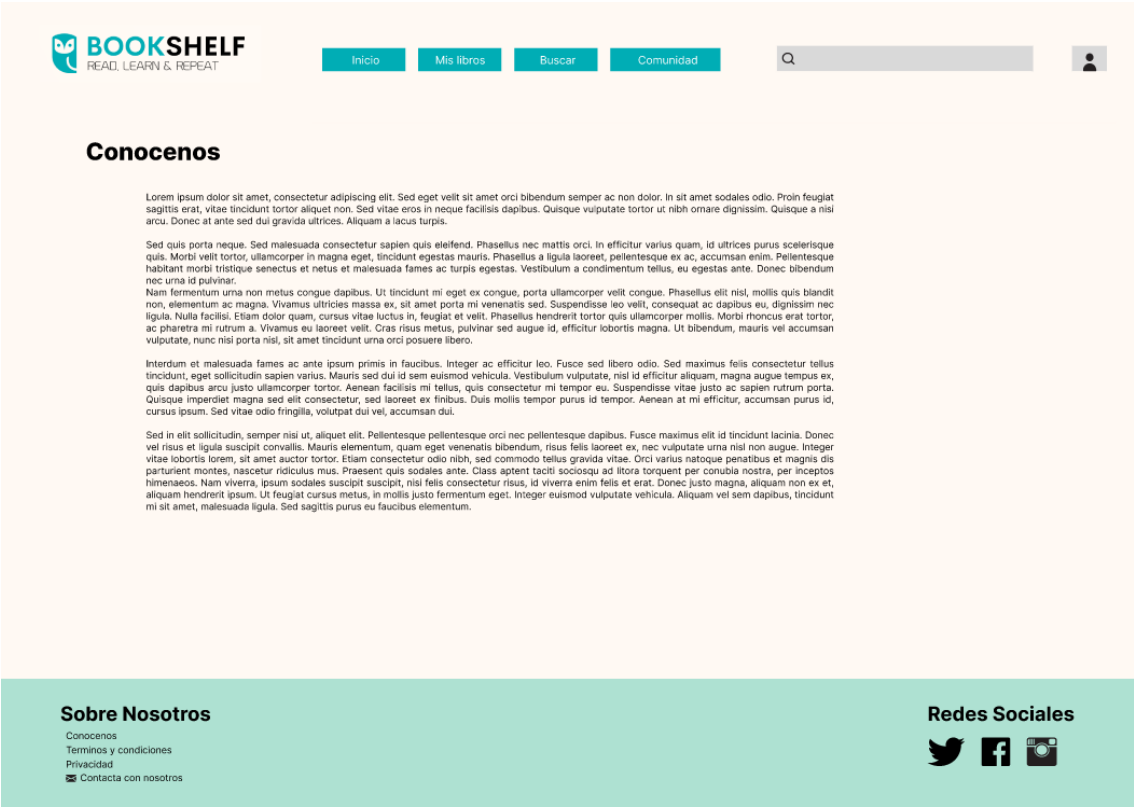 BOOKSHELF
READ, LEARN & REPEAT
Inicio
Mis libros
Buscar
Comunidad
Conocenos
Lorem ipsum dolor sit amet, consectetur adipiscing elit. Sed eget velit sit amet orci bibendum semper ac non dolor. In sit amet sodales odio. Proin feugiat
sagittis erat, vitae tincidunt tortor aliquet non. Sed vitae eros in neque facilisis dapibus. Quisque vulputate tortor ut nibh ornare dignissim. Quisque a nisi
arcu. Donec at ante sed dui gravida ultrices. Aliquam a lacus turpis.
Sed quis porta neque. Sed malesuada consectetur sapien quis eleifend. Phasellus nec mattis orci. In efficitur varius quam, id ultrices purus scelerisque
quis. Morbi velit tortor, ullamcorper in magna eget, tincidunt egestas mauris. Phasellus a ligula laoreet, pellentesque ex ac, accumsan enim. Pellentesque
habitant morbi tristique senectus et netus et malesuada fames ac turpis egestas. Vestibulum a condimentum tellus, eu egestas ante. Donec bibendum
nec urna id pulvinar.
Nam fermentum urna non metus congue dapibus. Ut tincidunt mi eget ex congue, porta ullamcorper velit congue. Phasellus elit nisl, mollis quis blandit
non, elementum ac magna. Vivamus ultricies massa ex, sit amet porta mi venenatis sed. Suspendisse leo velit, consequat ac dapibus eu, dignissim nec
ligula. Nulla facilisi. Etiam dolor quam, cursus vitae luctus in, feugiat et velit. Phasellus hendrerit tortor quis ullamcorper mollis. Morbi rhoncus erat tortor,
ac pharetra mi rutrum a. Vivamus eu laoreet velit. Cras risus metus, pulvinar sed augue id, efficitur lobortis magna. Ut bibendum, mauris vel accumsan
vulputate, nunc nisi porta nisl, sit amet tincidunt urna orci posuere libero.
Interdum et malesuada fames ac ante ipsum primis in faucibus. Integer ac efficitur leo. Fusce sed libero odio. Sed maximus felis consectetur tellus
tincidunt, eget sollicitudin sapien varius. Mauris sed dui id sem euismod vehicula. Vestibulum vulputate, nisl id efficitur aliquam, magna augue tempus ex,
quis dapibus arcu justo ullamcorper tortor. Aenean facilisis mi tellus, quis consectetur mi tempor eu. Suspendisse vitae justo ac sapien rutrum porta.
Quisque imperdiet magna sed elit consectetur, sed laoreet ex finibus. Duis mollis tempor purus id tempor. Aenean at mi efficitur, accumsan purus id,
cursus ipsum. Sed vitae odio fringilla, volutpat dui vel, accumsan dui.
Sed in elit sollicitudin, semper nisi ut, aliquet elit. Pellentesque pellentesque orci nec pellentesque dapibus. Fusce maximus elit id tincidunt lacinia. Donec
vel risus et ligula suscipit convallis. Mauris elementum, quam eget venenatis bibendum, risus felis laoreet ex, nec vulputate urna nisl non augue. Integer
vitae lobortis lorem, sit amet auctor tortor. Etiam consectetur odio nibh, sed commodo tellus gravida vitae. Orci varius natoque penatibus et magnis dis
parturient montes, nascetur ridiculus mus. Praesent quis sodales ante. Class aptent taciti sociosqu ad litora torquent per conubia nostra, per inceptos
himenaeos. Nam viverra, ipsum sodales suscipit suscipit, nisi felis consectetur risus, id viverra enim felis et erat. Donec justo magna, aliquam non ex et,
aliquam hendrerit ipsum. Ut feugiat cursus metus, in mollis justo fermentum eget. Integer euismod vulputate vehicula. Aliquam vel sem dapibus, tincidunt
mi sit amet, malesuada ligula. Sed sagittis purus eu faucibus elementum.
Sobre Nosotros
Conocenos
Terminos y condiciones
Privacidad
Contacta con nosotros
Redes Sociales